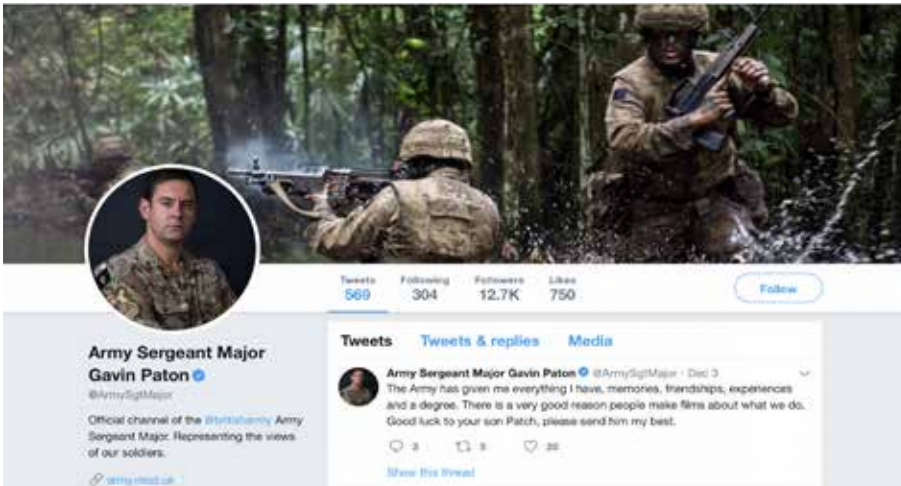 Tweets Following Followers Likes
569 304 12.7K 750
Follow
Army Sergeant Major
Gavin Paton
@ArmySgtMajor
Official channel of the @britisharmy Army
Sergeant Major. Representing the views
of our soldiers.
army.mod.uk
Tweets Tweets & replies Media
Army Sergeant Major Gavin Paton @ArmySgtMajor · Dec 3
The Army has given me everything I have, memories, friendships, experiences
and a degree. There is a very good reason people make films about what we do.
Good luck to your son Patch, please send him my best.
3
Show this thread